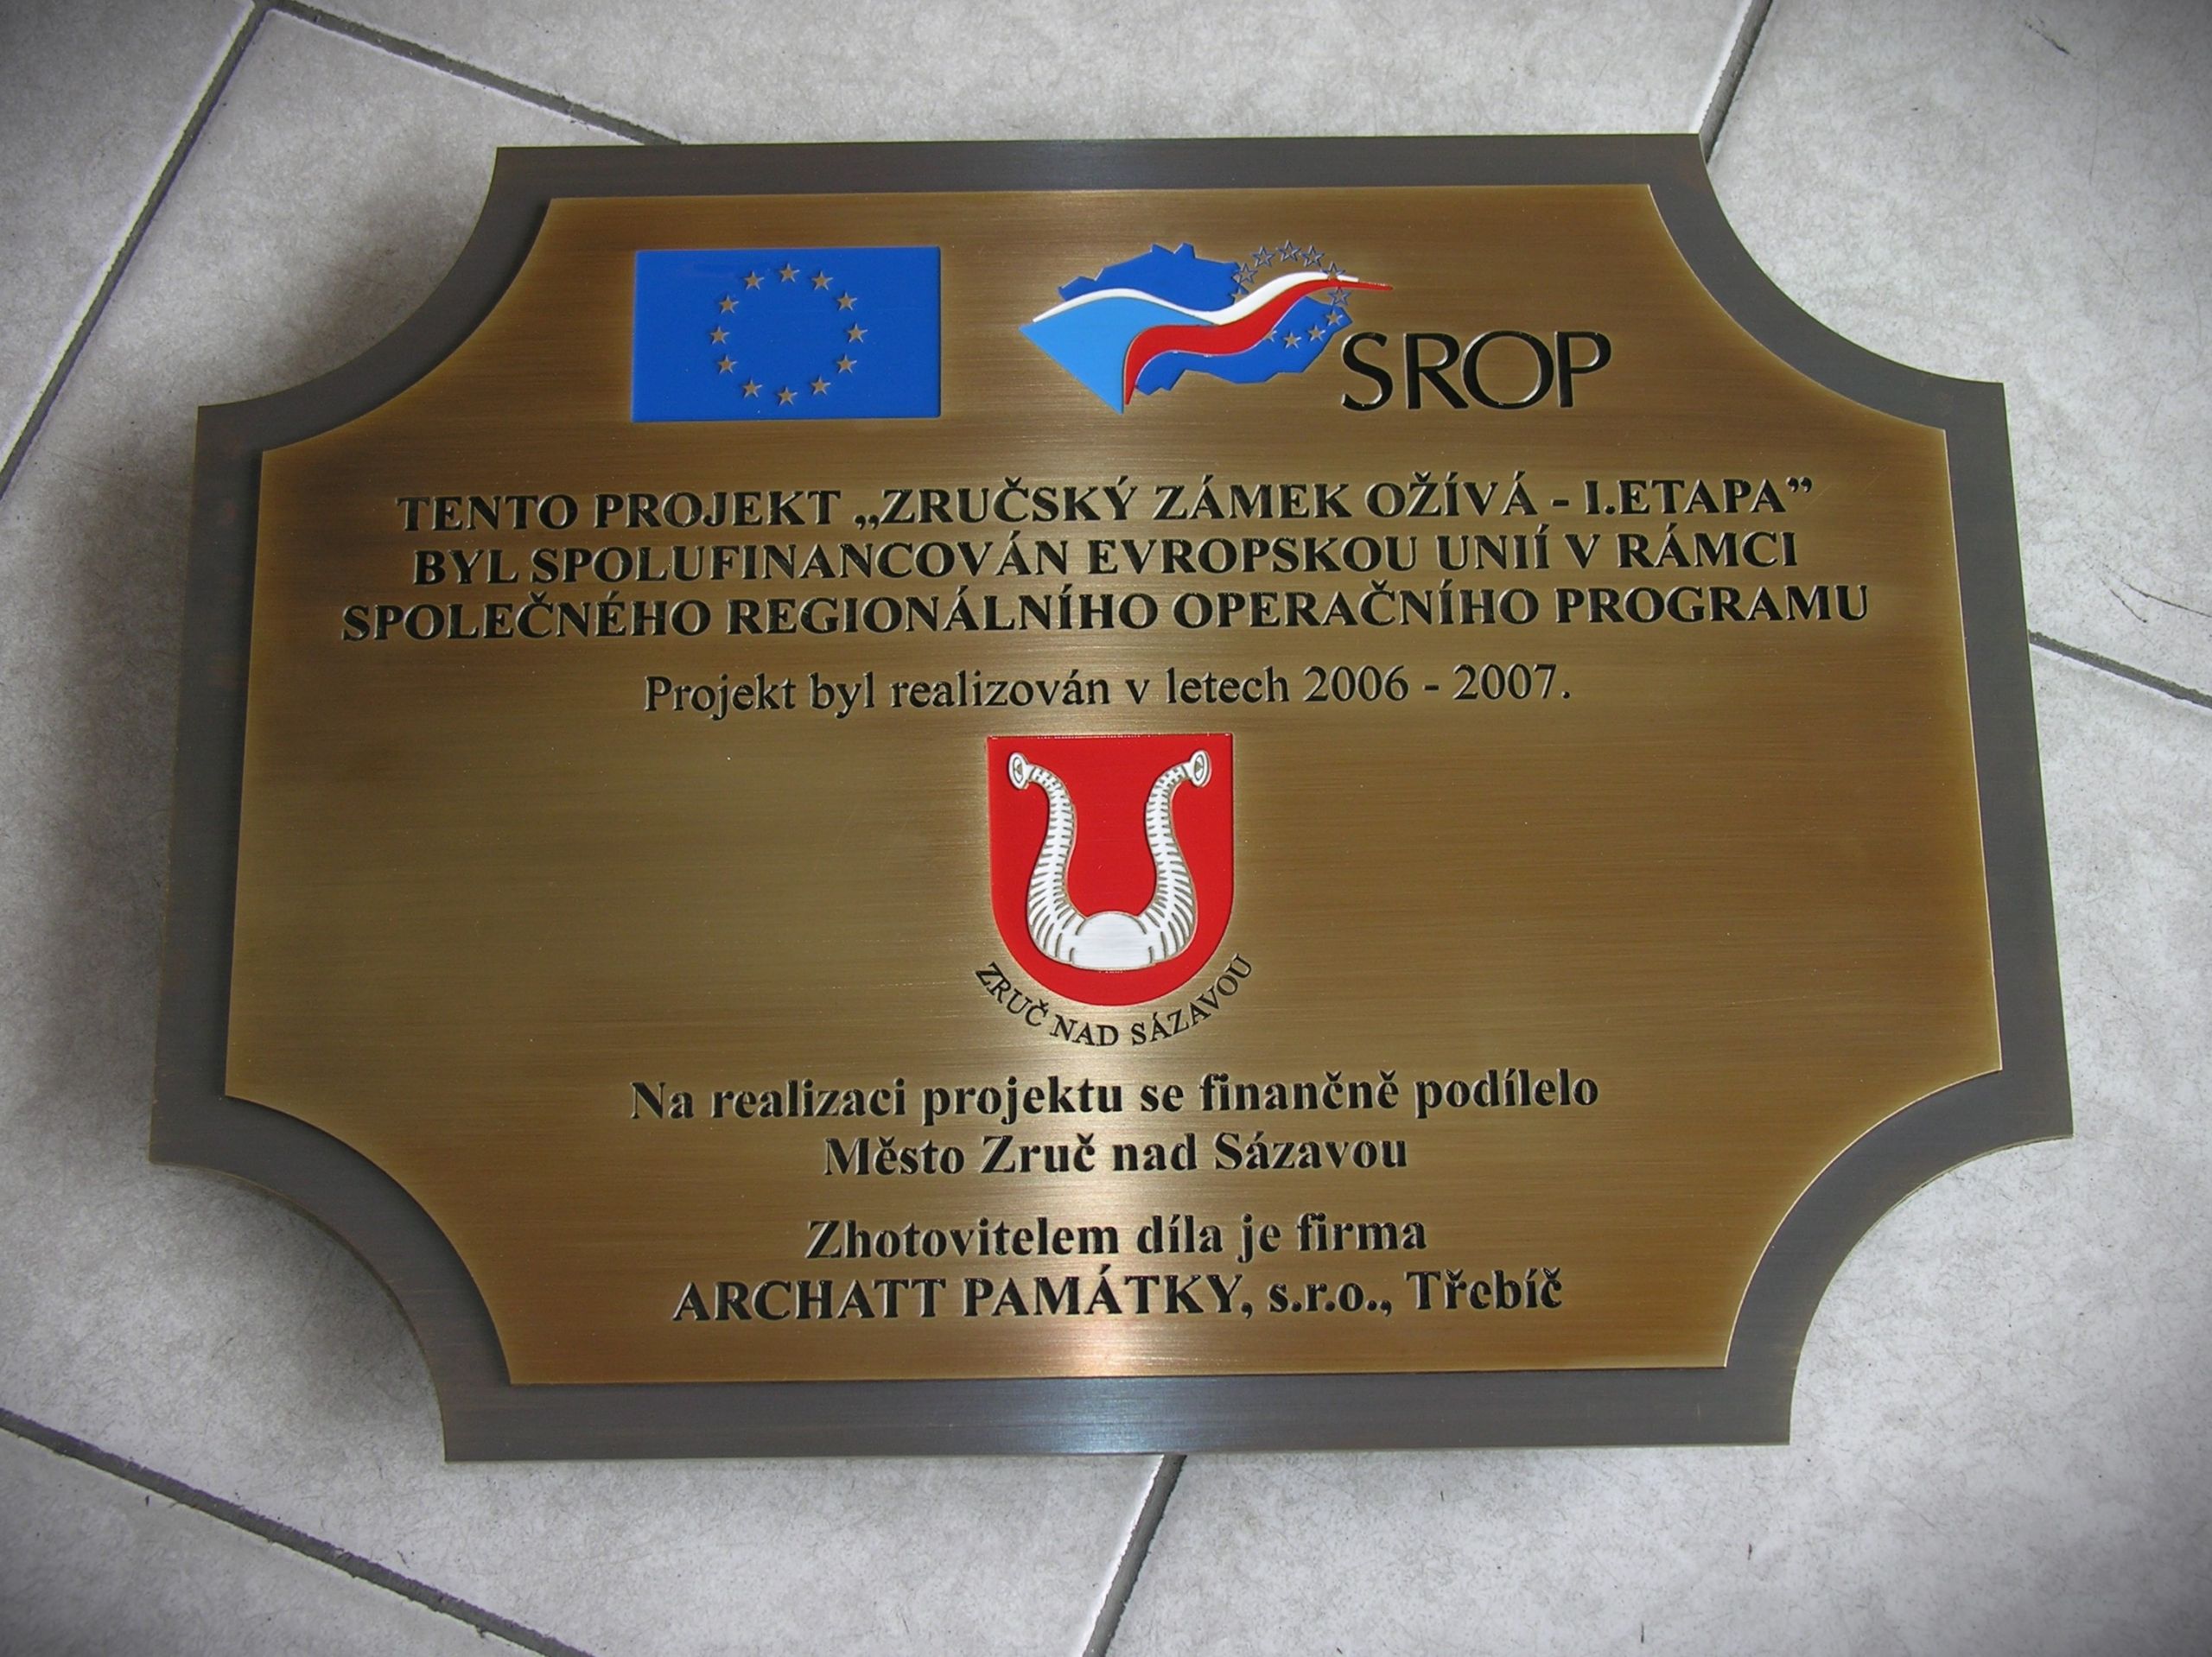 SROP
TENTO PROJEKT „ZRUČSKÝ ZÁMEK OŽÍVÁ - I.ETAPA”
BYL SPOLUFINANCOVÁN EVROPSKOU UNIÍ V RÁMCI
SPOLEČNÉHO REGIONÁLNÍHO OPERAČNÍHO PROGRAMU
Projekt byl realizován v letech 2006 - 2007.
ZRUČ NAD SÁZAVOU
Na realizaci projektu se finančně podílelo
Město Zruč nad Sázavou
Zhotovitelem díla je firma
ARCHATT PAMÁTKY, s.r.o., Třebíč